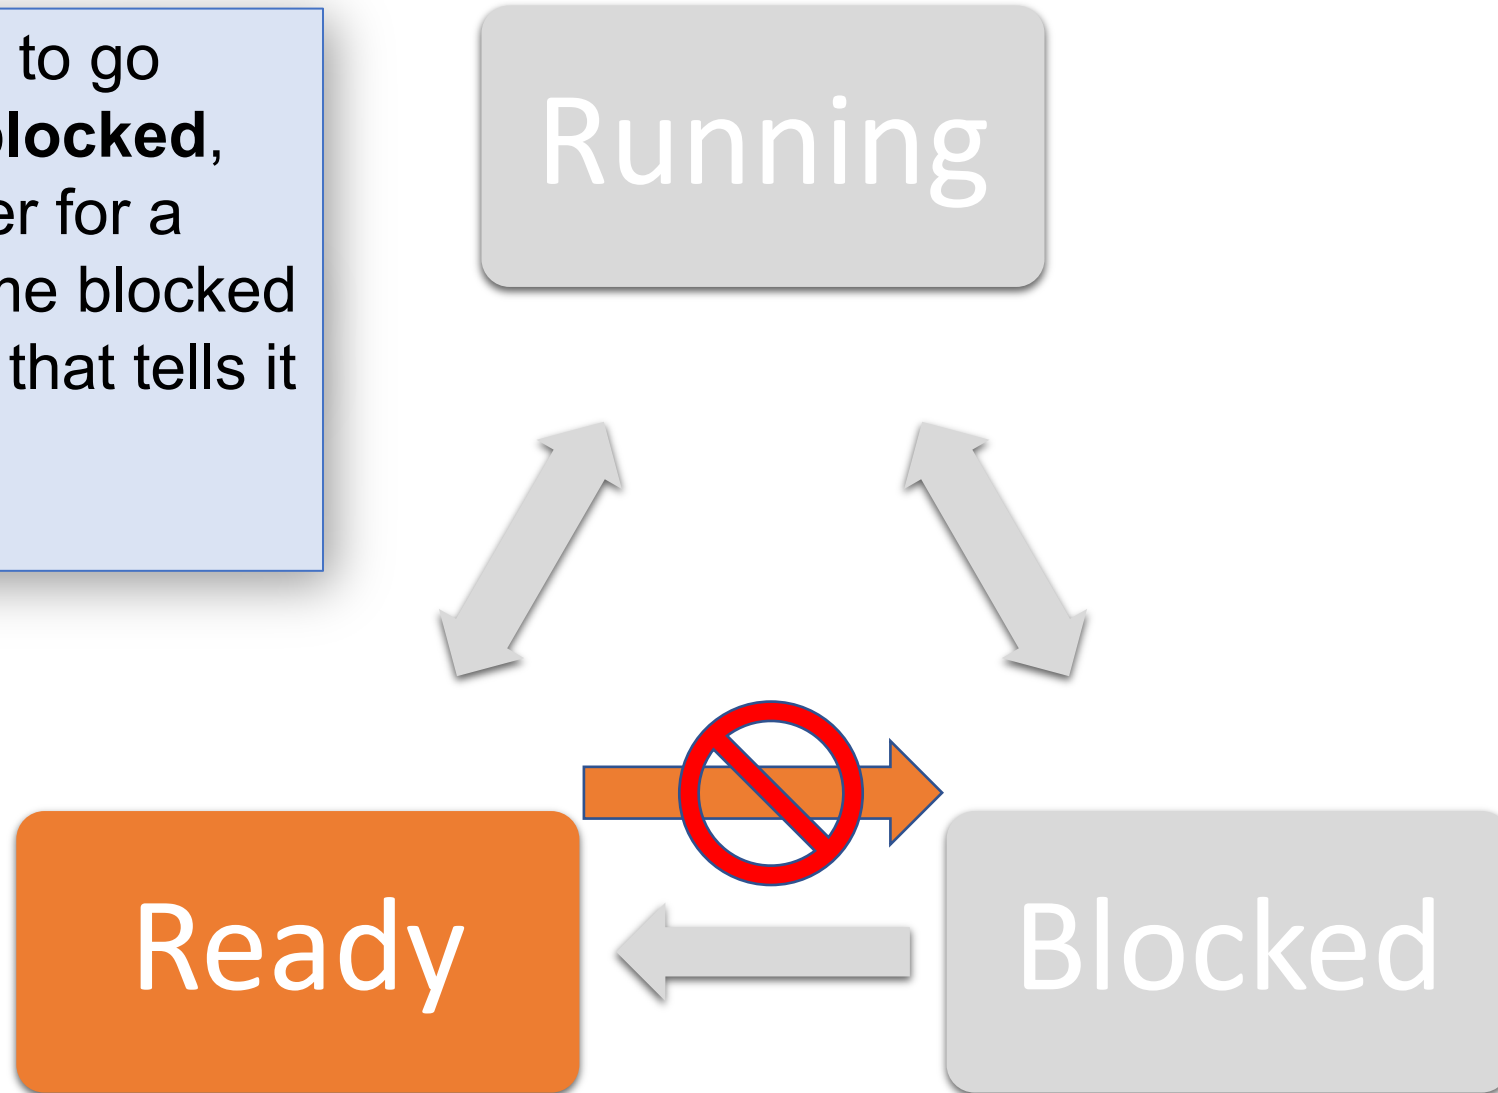 to go
locked,
er for a
ne blocked
that tells it
Running
Ready
Blocked